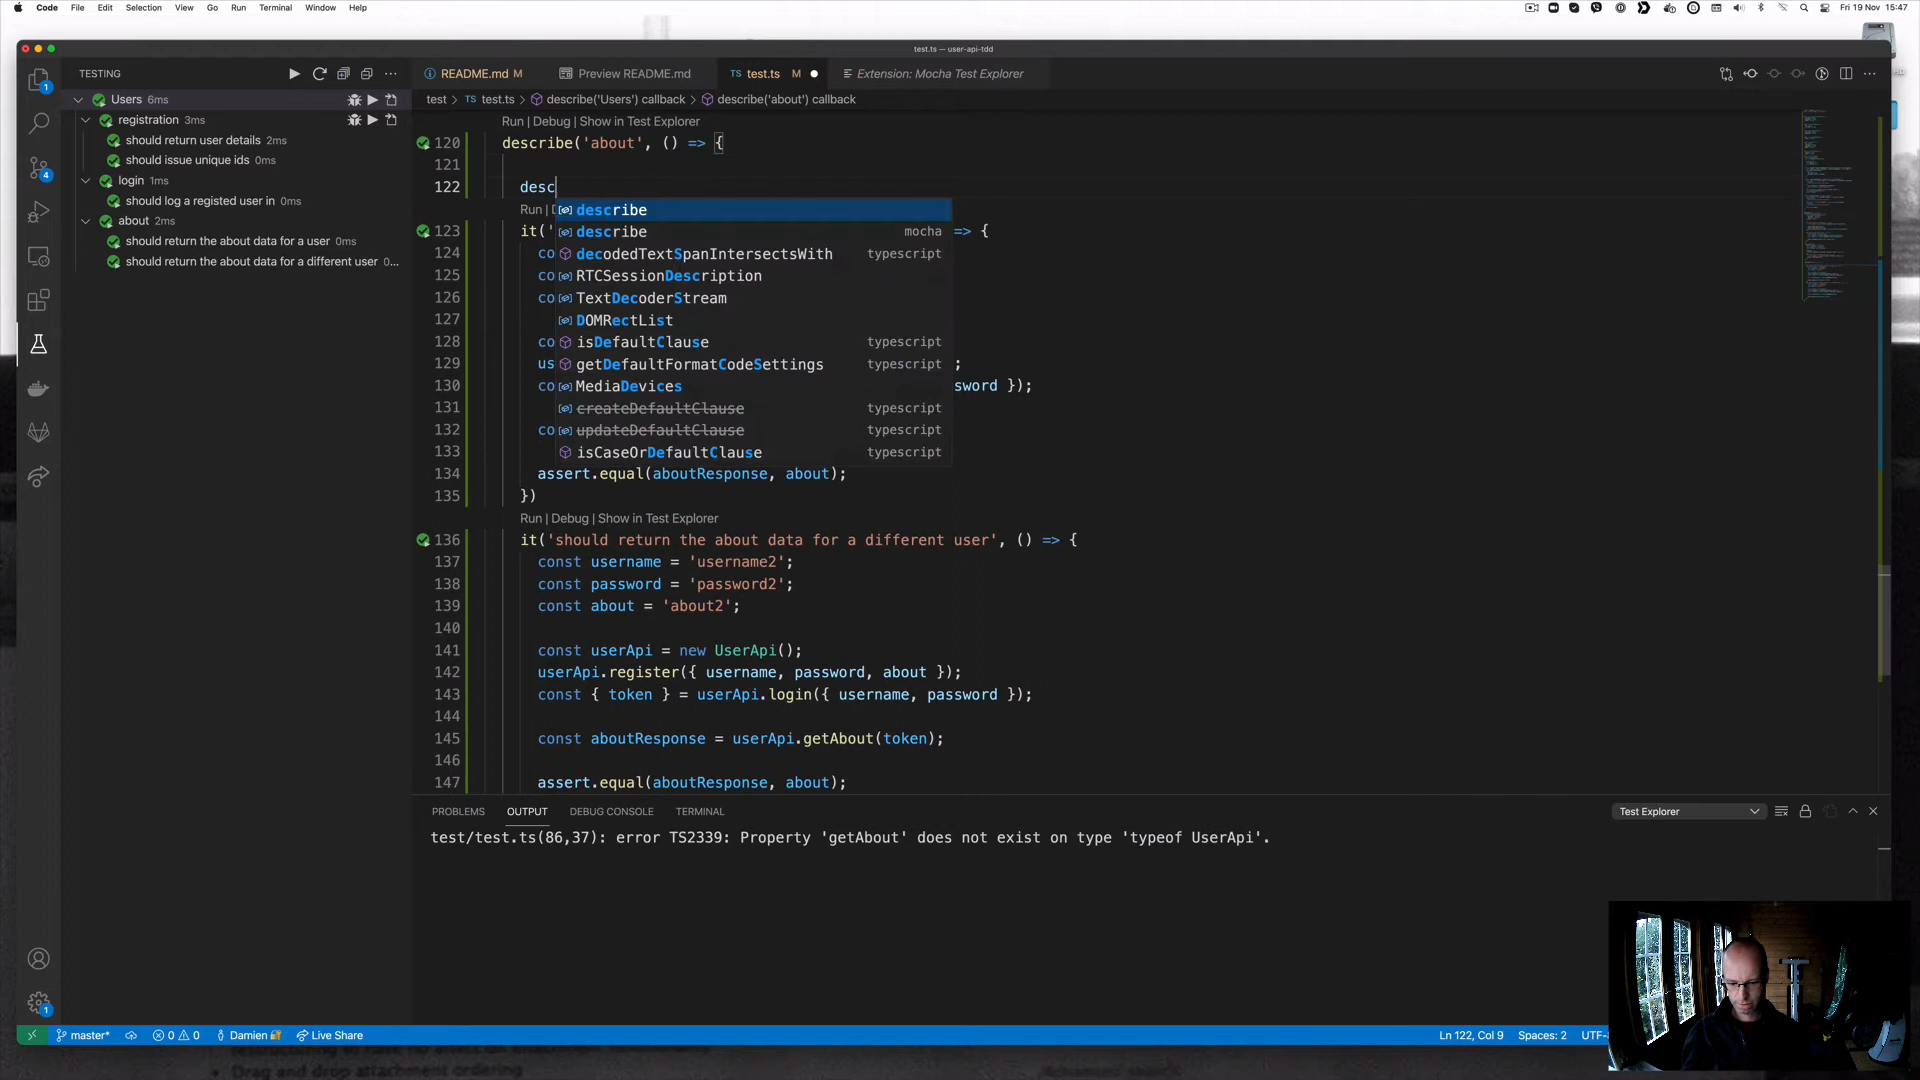 Code File Edit Selection View Go Run Terminal Window Help
Fri 19 Nov 15:47
test.ts — user-api-tdd
TESTING
README.md M
Preview README.md
TS test.ts M
Extension: Mocha Test Explorer
test > TS test.ts > describe('Users') callback > describe('about') callback
Users 6ms
registration 3ms
should return user details 2ms
should issue unique ids 0ms
login 1ms
should log a registed user in 0ms
about 2ms
should return the about data for a user 0ms
should return the about data for a different user 0...
Run | Debug | Show in Test Explorer
120 describe('about', () => {
121
122 desc
Run | D
123 it(' => {
124 co
125 co
126 co
127
128 co
129 us ;
130 co sword });
131
132 co
133
134 assert.equal(aboutResponse, about);
135 })
describe
describe mocha
decodedTextSpanIntersectsWith typescript
RTCSessionDescription
TextDecoderStream
DOMRectList
isDefaultClause typescript
getDefaultFormatCodeSettings typescript
MediaDevices
createDefaultClause typescript
updateDefaultClause typescript
isCaseOrDefaultClause typescript
Run | Debug | Show in Test Explorer
136 it('should return the about data for a different user', () => {
137 const username = 'username2';
138 const password = 'password2';
139 const about = 'about2';
140
141 const userApi = new UserApi();
142 userApi.register({ username, password, about });
143 const { token } = userApi.login({ username, password });
144
145 const aboutResponse = userApi.getAbout(token);
146
147 assert.equal(aboutResponse, about);
PROBLEMS OUTPUT DEBUG CONSOLE TERMINAL
Test Explorer
test/test.ts(86,37): error TS2339: Property 'getAbout' does not exist on type 'typeof UserApi'.
master* 0 0 Damien Live Share
Ln 122, Col 9 Spaces: 2 UTF-
Drag and drop attachment ordering